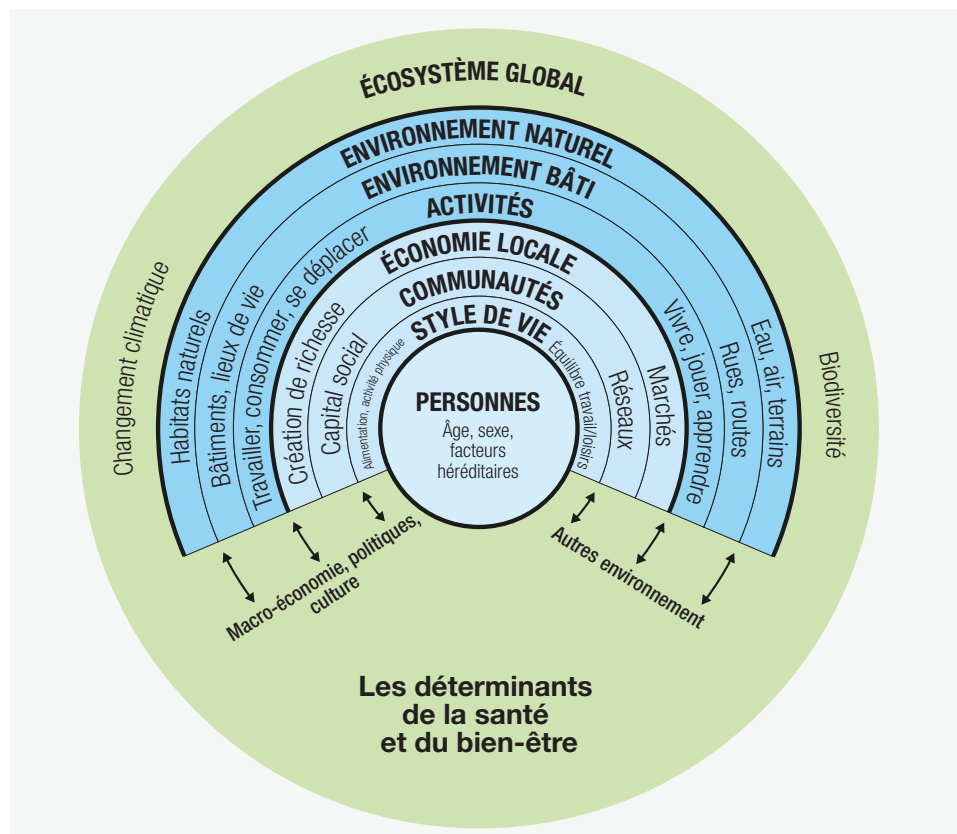 ÉCOSYSTÈME GLOBAL
ENVIRONNEMENT NATUREL
ENVIRONNEMENT BÂTI
ACTIVITÉS
ÉCONOMIE LOCALE
COMMUNAUTÉS
STYLE DE VIE
PERSONNES
Âge, sexe,
facteurs
héréditaires
Changement climatique
Habitats naturels
Bâtiments, lieux de vie
Travailler, consommer, se déplacer
Création de richesse
Capital social
Alimentation, activité physique
Équilibre travail/loisirs
Réseaux
Marchés
Vivre, jouer, apprendre
Rues, routes
Eau, air, terrains
Biodiversité
Macro-économie, politiques,
culture
Autres environnement
Les déterminants
de la santé
et du bien-être